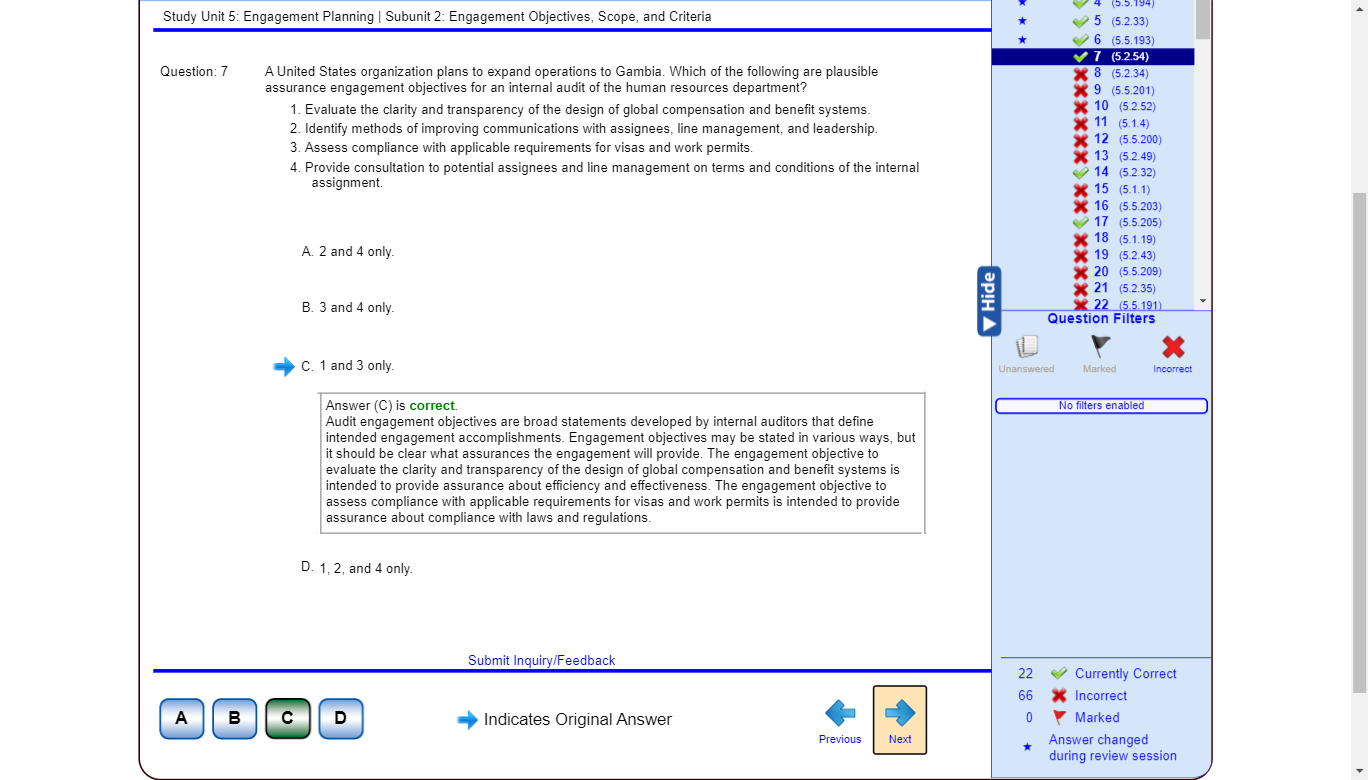 Study Unit 5: Engagement Planning | Subunit 2: Engagement Objectives, Scope, and Criteria
Question: 7
A United States organization plans to expand operations to Gambia. Which of the following are plausible
assurance engagement objectives for an internal audit of the human resources department?
1. Evaluate the clarity and transparency of the design of global compensation and benefit systems.
2. Identify methods of improving communications with assignees, line management, and leadership.
3. Assess compliance with applicable requirements for visas and work permits.
4. Provide consultation to potential assignees and line management on terms and conditions of the internal
assignment.
A. 2 and 4 only.
B. 3 and 4 only.
C. 1 and 3 only.
Answer (C) is correct.
Audit engagement objectives are broad statements developed by internal auditors that define
intended engagement accomplishments. Engagement objectives may be stated in various ways, but
it should be clear what assurances the engagement will provide. The engagement objective to
evaluate the clarity and transparency of the design of global compensation and benefit systems is
intended to provide assurance about efficiency and effectiveness. The engagement objective to
assess compliance with applicable requirements for visas and work permits is intended to provide
assurance about compliance with laws and regulations.
D. 1, 2, and 4 only.
Submit Inquiry/Feedback
A B C D
Indicates Original Answer
Previous
Next
4 (5.5.194)
5 (5.2.33)
6 (5.5.193)
7 (5.2.54)
8 (5.2.34)
9 (5.5.201)
10 (5.2.52)
11 (5.1.4)
12 (5.5.200)
13 (5.2.49)
14 (5.2.32)
15 (5.1.1)
16 (5.5.203)
17 (5.5.205)
18 (5.1.19)
19 (5.2.43)
20 (5.5.209)
21 (5.2.35)
22 (5.5.191)
Hide
Question Filters
Unanswered
Marked
Incorrect
No filters enabled
22 Currently Correct
66 Incorrect
0 Marked
Answer changed
during review session